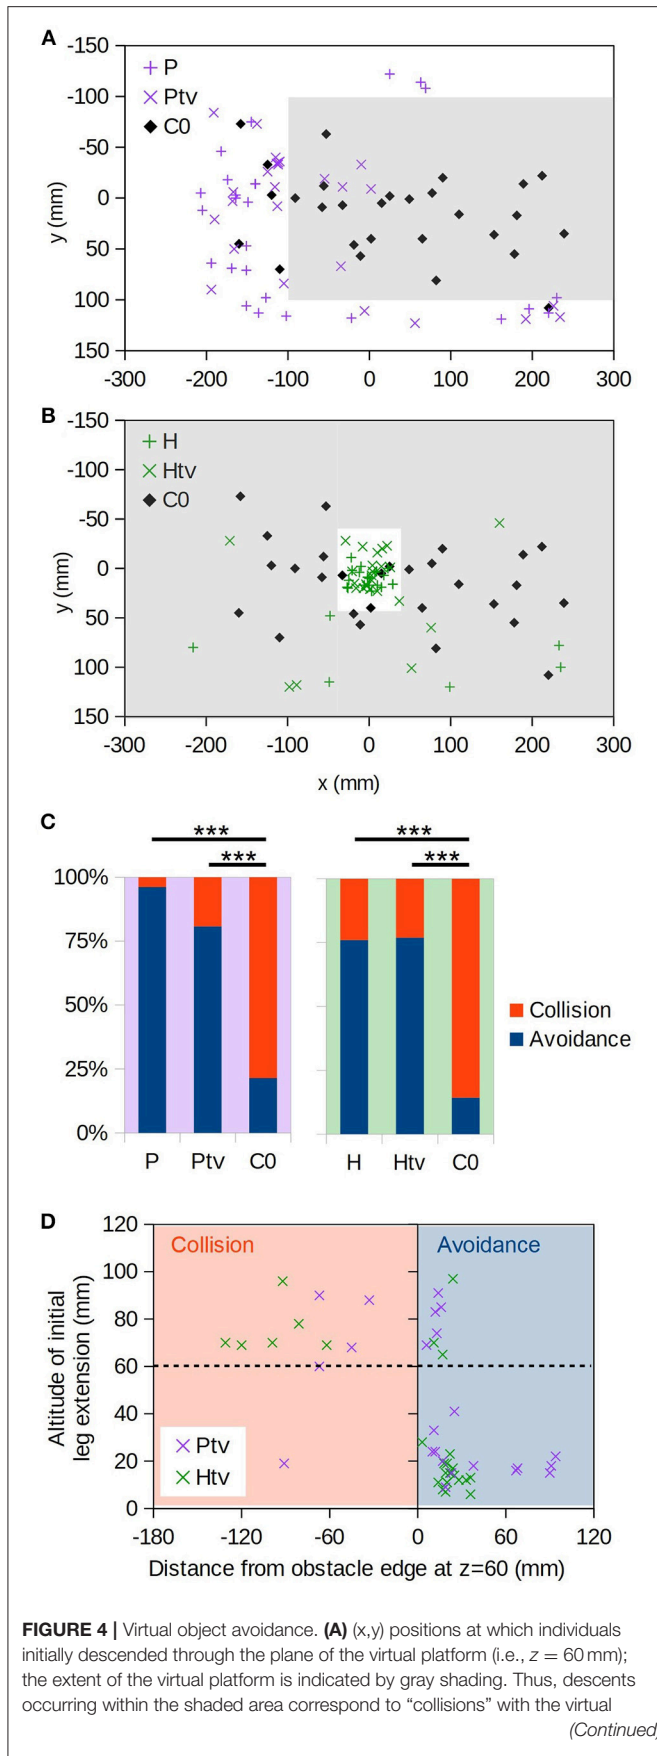 A
-150
-100
-50
0
50
100
150
y (mm)
P
Ptv
C0
-300 -200 -100 0 100 200 300
B
-150
-100
-50
0
50
100
150
y (mm)
H
Htv
C0
-300 -200 -100 0 100 200 300
x (mm)
C
*** ***
*** ***
100%
75%
50%
25%
0%
P Ptv C0 H Htv C0
Collision
Avoidance
D
120
100
80
60
40
20
0
Altitude of initial
leg extension (mm)
Collision Avoidance
Ptv
Htv
-180 -120 -60 0 60 120
Distance from obstacle edge at z=60 (mm)
FIGURE 4 | Virtual object avoidance. (A) (x,y) positions at which individuals
initially descended through the plane of the virtual platform (i.e., z = 60 mm);
the extent of the virtual platform is indicated by gray shading. Thus, descents
occurring within the shaded area correspond to “collisions” with the virtual
(Continued)